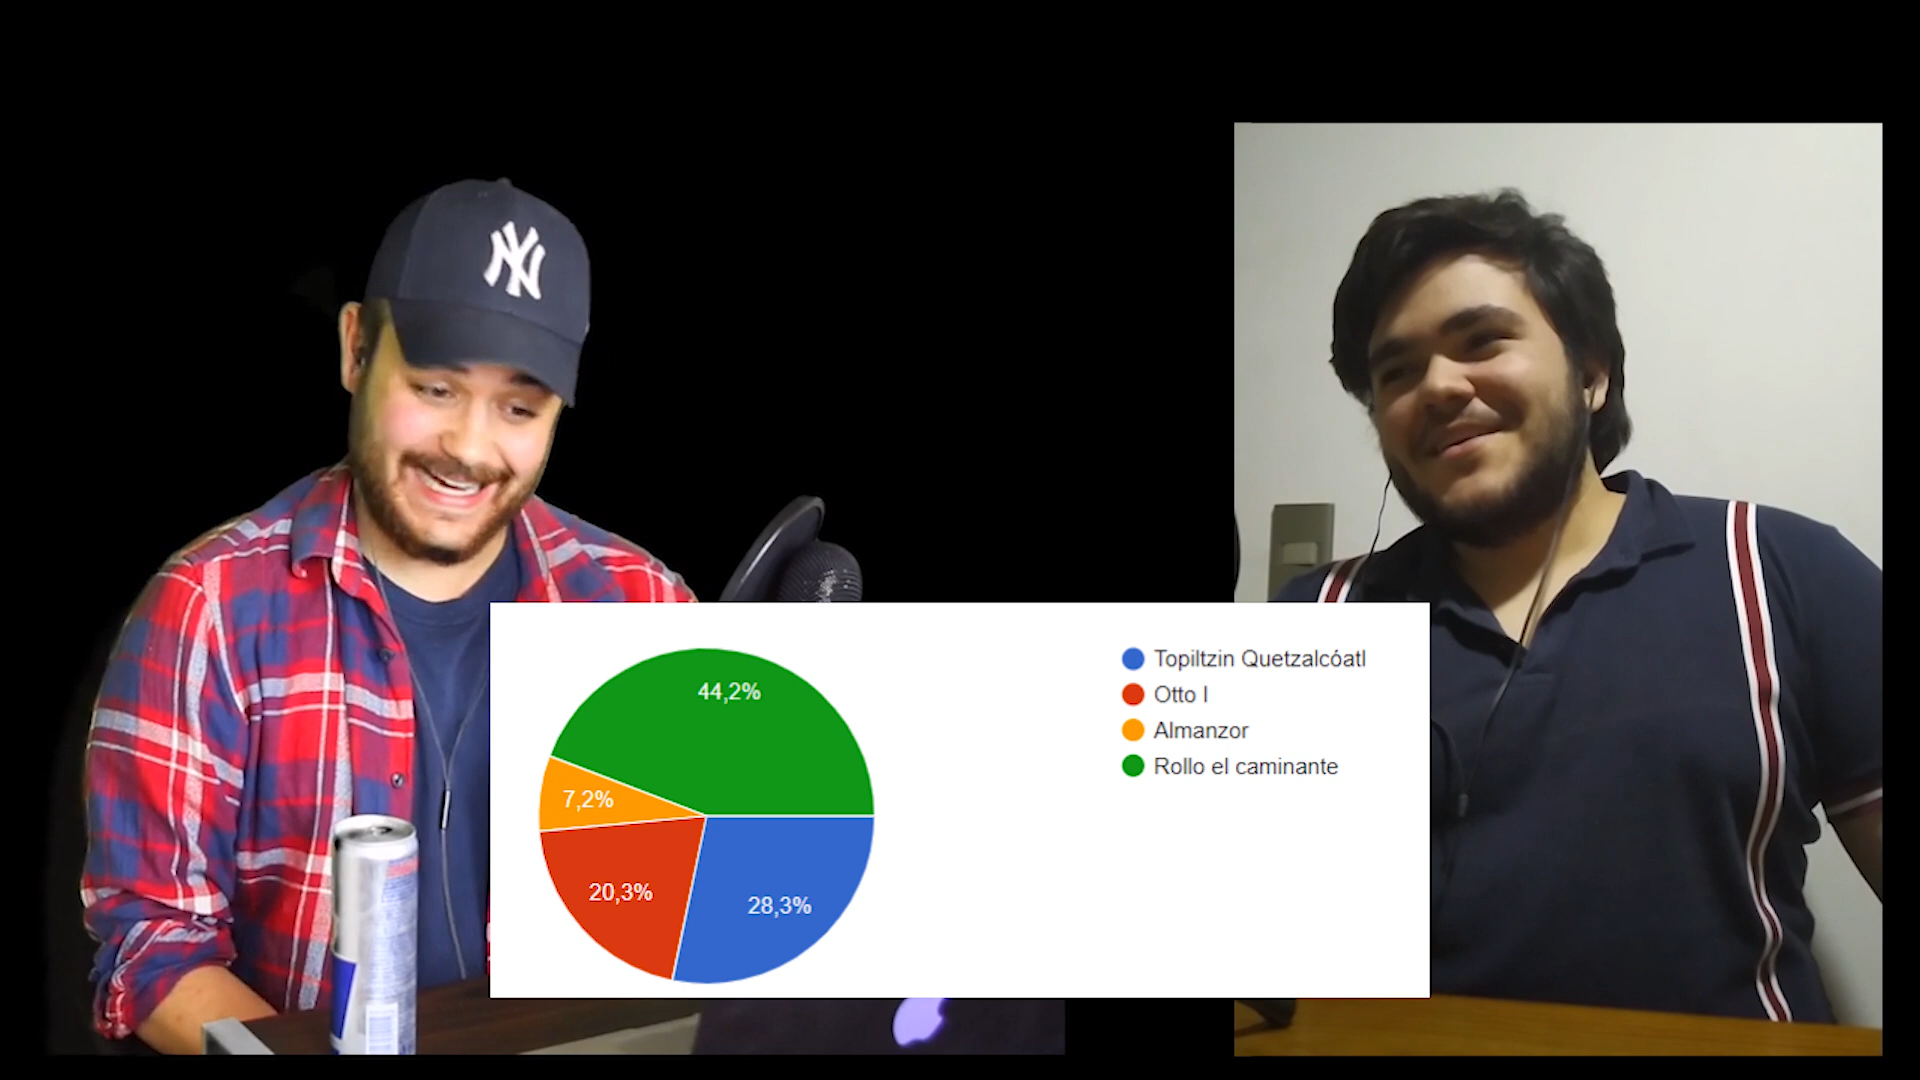 NY
44,2%
7,2%
20,3%
28,3%
Topiltzin Quetzalcóatl
Otto I
Almanzor
Rollo el caminante